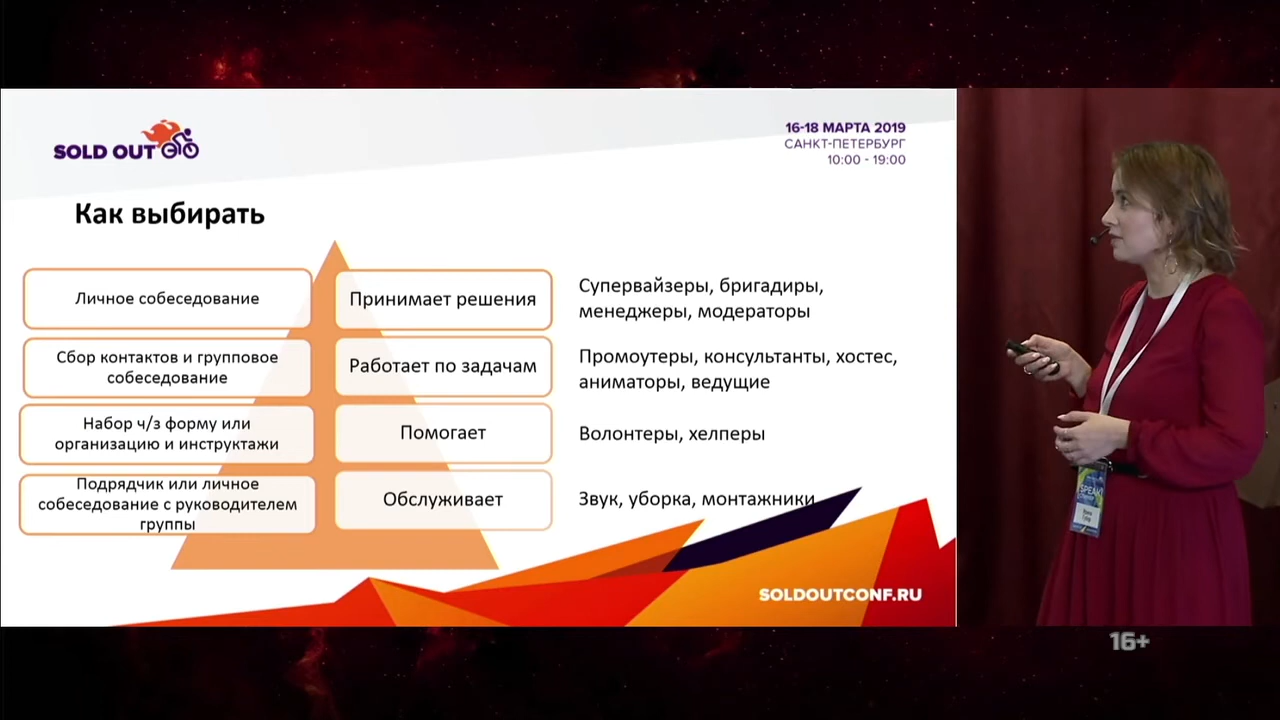 SOLD OUT
16-18 МАРТА 2019
САНКТ-ПЕТЕРБУРГ
10:00 - 19:00
Как выбирать
Личное собеседование
Принимает решения
Супервайзеры, бригадиры,
менеджеры, модераторы
Сбор контактов и групповое
собеседование
Работает по задачам
Промоутеры, консультанты, хостес,
аниматоры, ведущие
Набор ч/з форму или
организацию и инструктажи
Помогает
Волонтеры, хелперы
Подрядчик или личное
собеседование с руководителем
группы
Обслуживает
Звук, уборка, монтажники
SOLDOUTCONF.RU
SPEAKER
16+